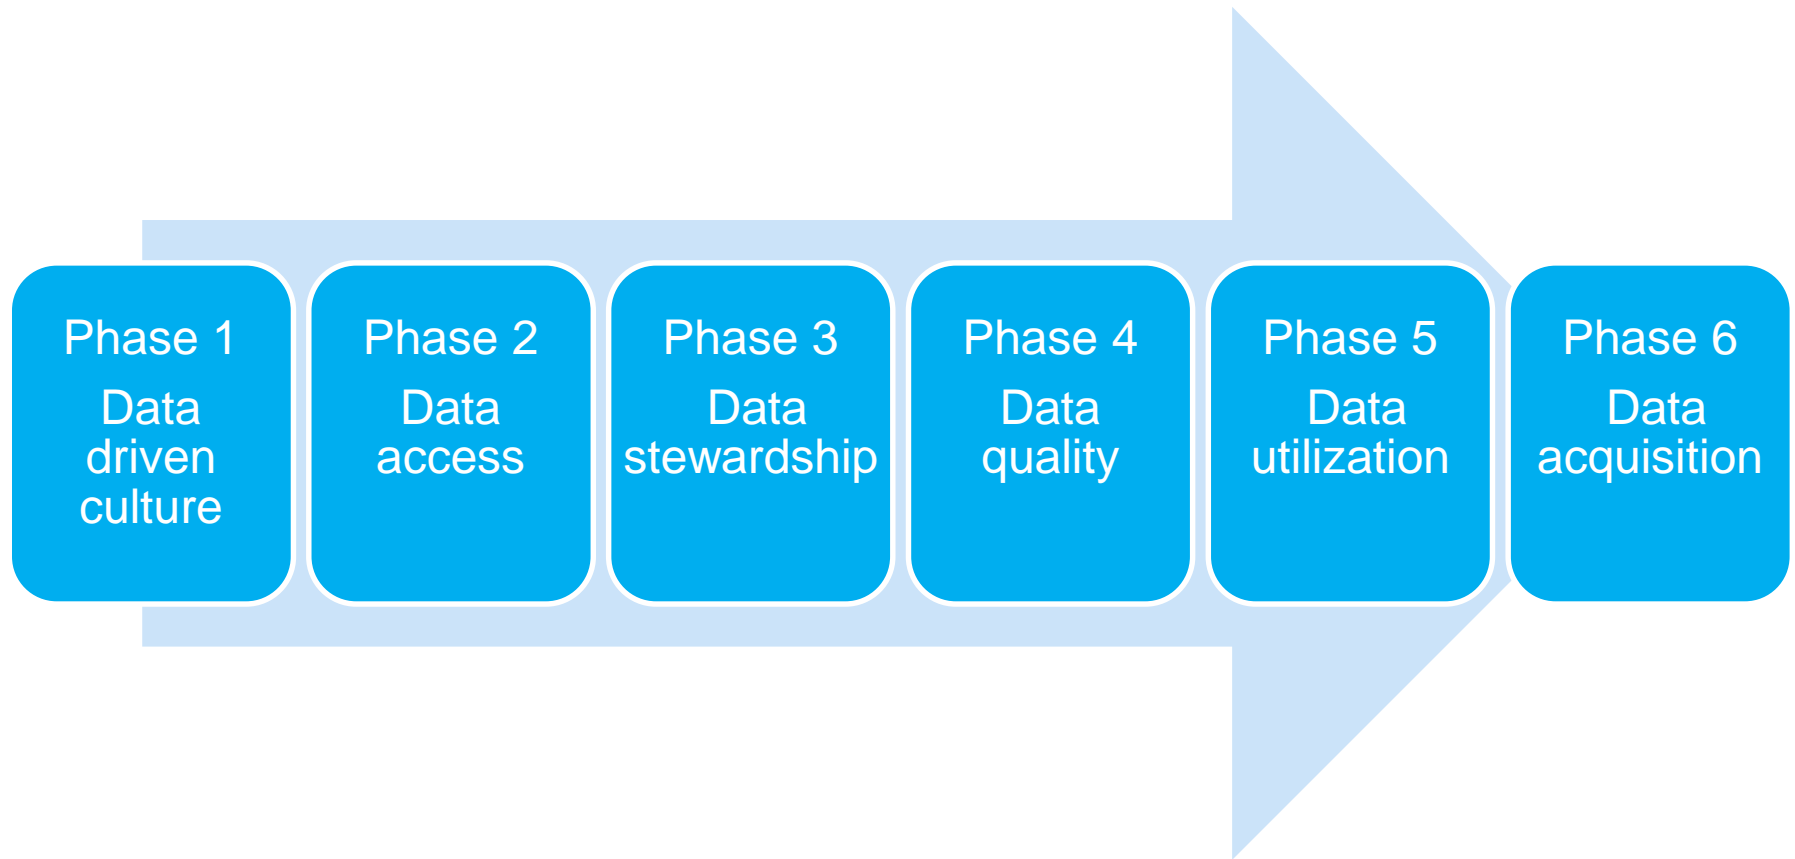 Phase 1
Data
driven
culture
Phase 2
Data
access
Phase 3
Data
stewardship
Phase 4
Data
quality
Phase 5
Data
utilization
Phase 6
Data
acquisition